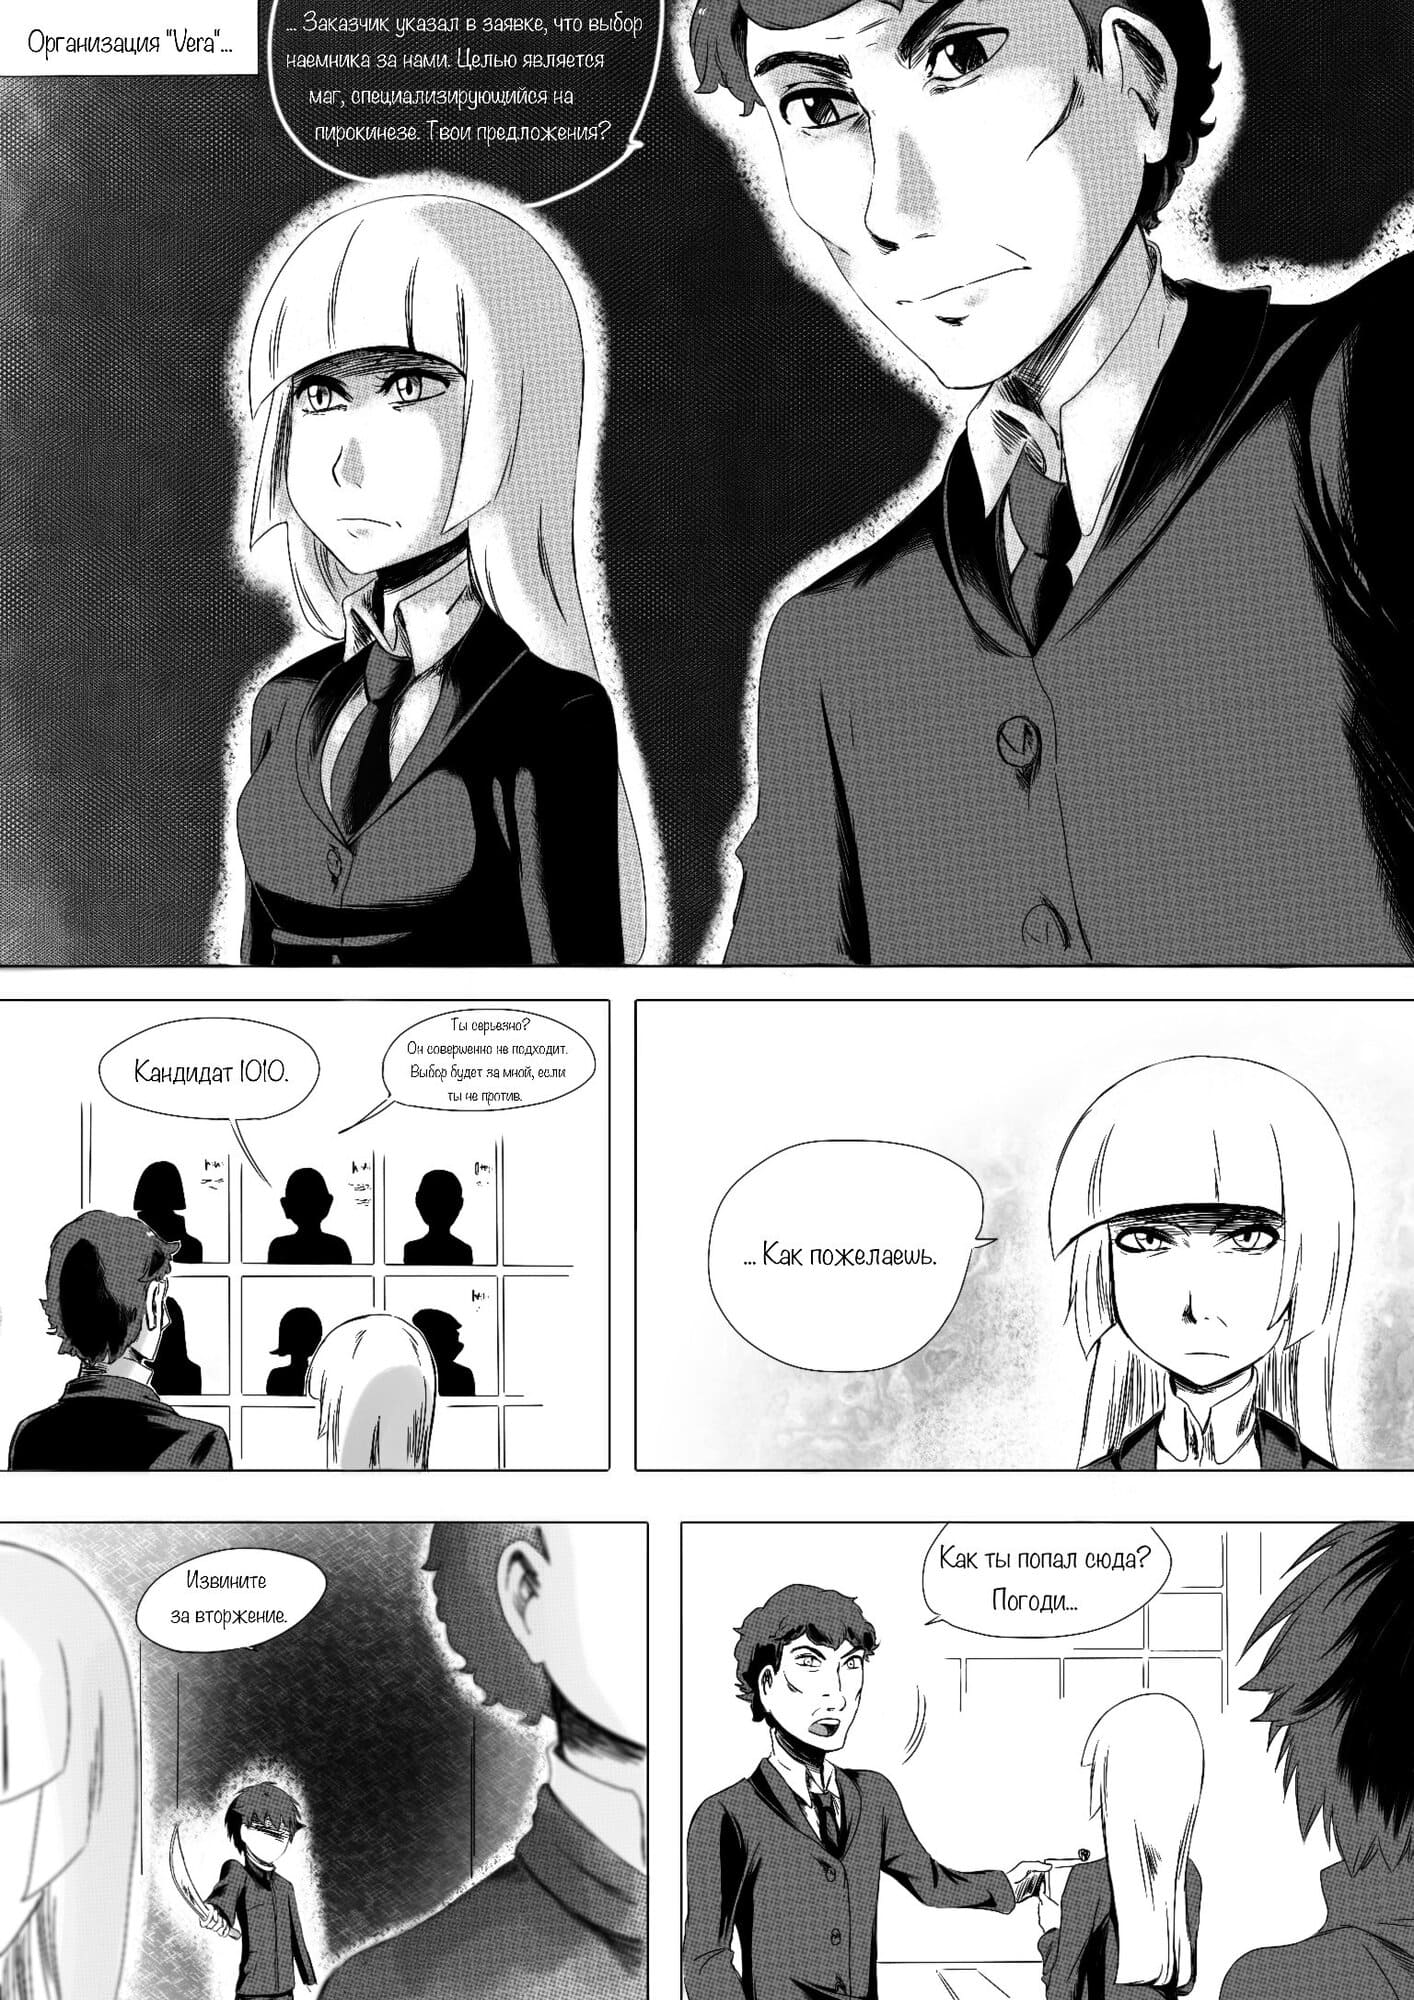 Организация "Vera"...
... Заказчик указал в заявке, что выбор
наемника за нами. Целью является
маг, специализирующийся на
пирокинезе. Твои предложения?
Кандидат 1010.
Ты серьезно?
Он совершенно не подходит.
Выбор будет за мной, если
ты не против.
... Как пожелаешь.
Извините
за вторжение.
Как ты попал сюда?
Погоди...